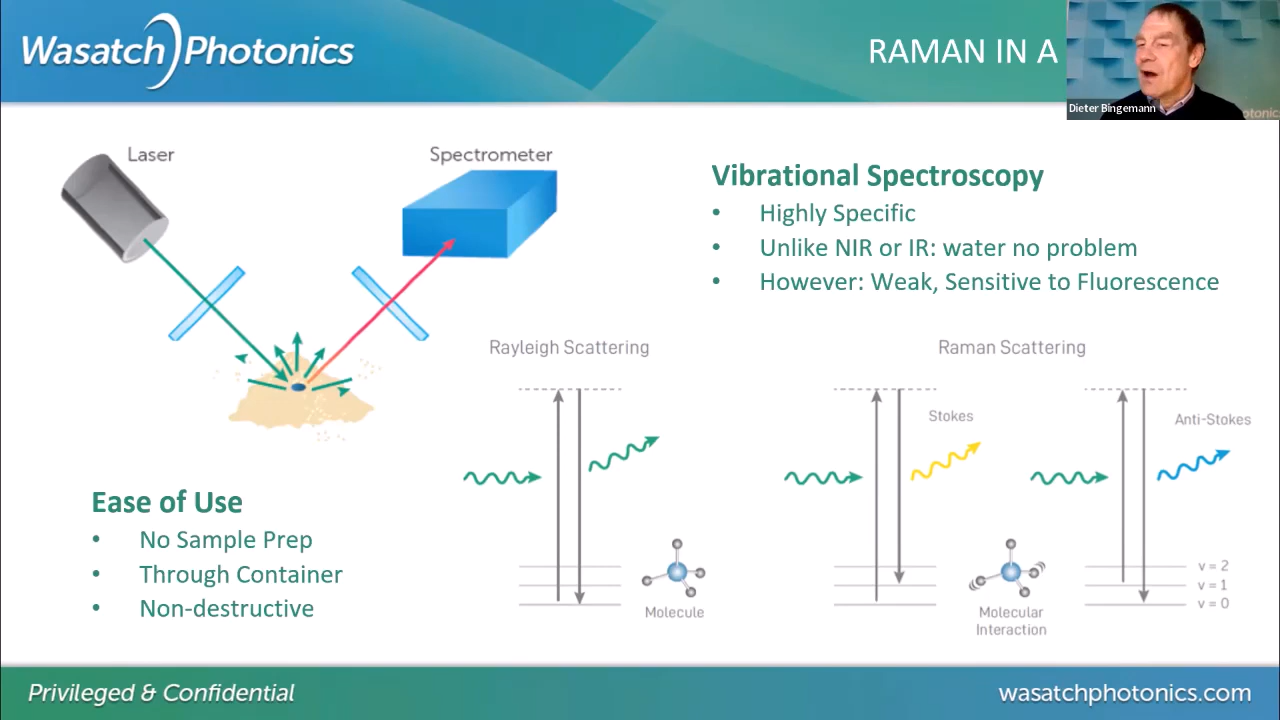 Wasatch Photonics
RAMAN IN A
Dieter Bingemann
Laser
Spectrometer
Vibrational Spectroscopy
• Highly Specific
• Unlike NIR or IR: water no problem
• However: Weak, Sensitive to Fluorescence
Rayleigh Scattering
Raman Scattering
Stokes
Anti-Stokes
Ease of Use
• No Sample Prep
• Through Container
• Non-destructive
Molecule
Molecular
Interaction
v = 2
v = 1
v = 0
Privileged & Confidential
wasatchphotonics.com